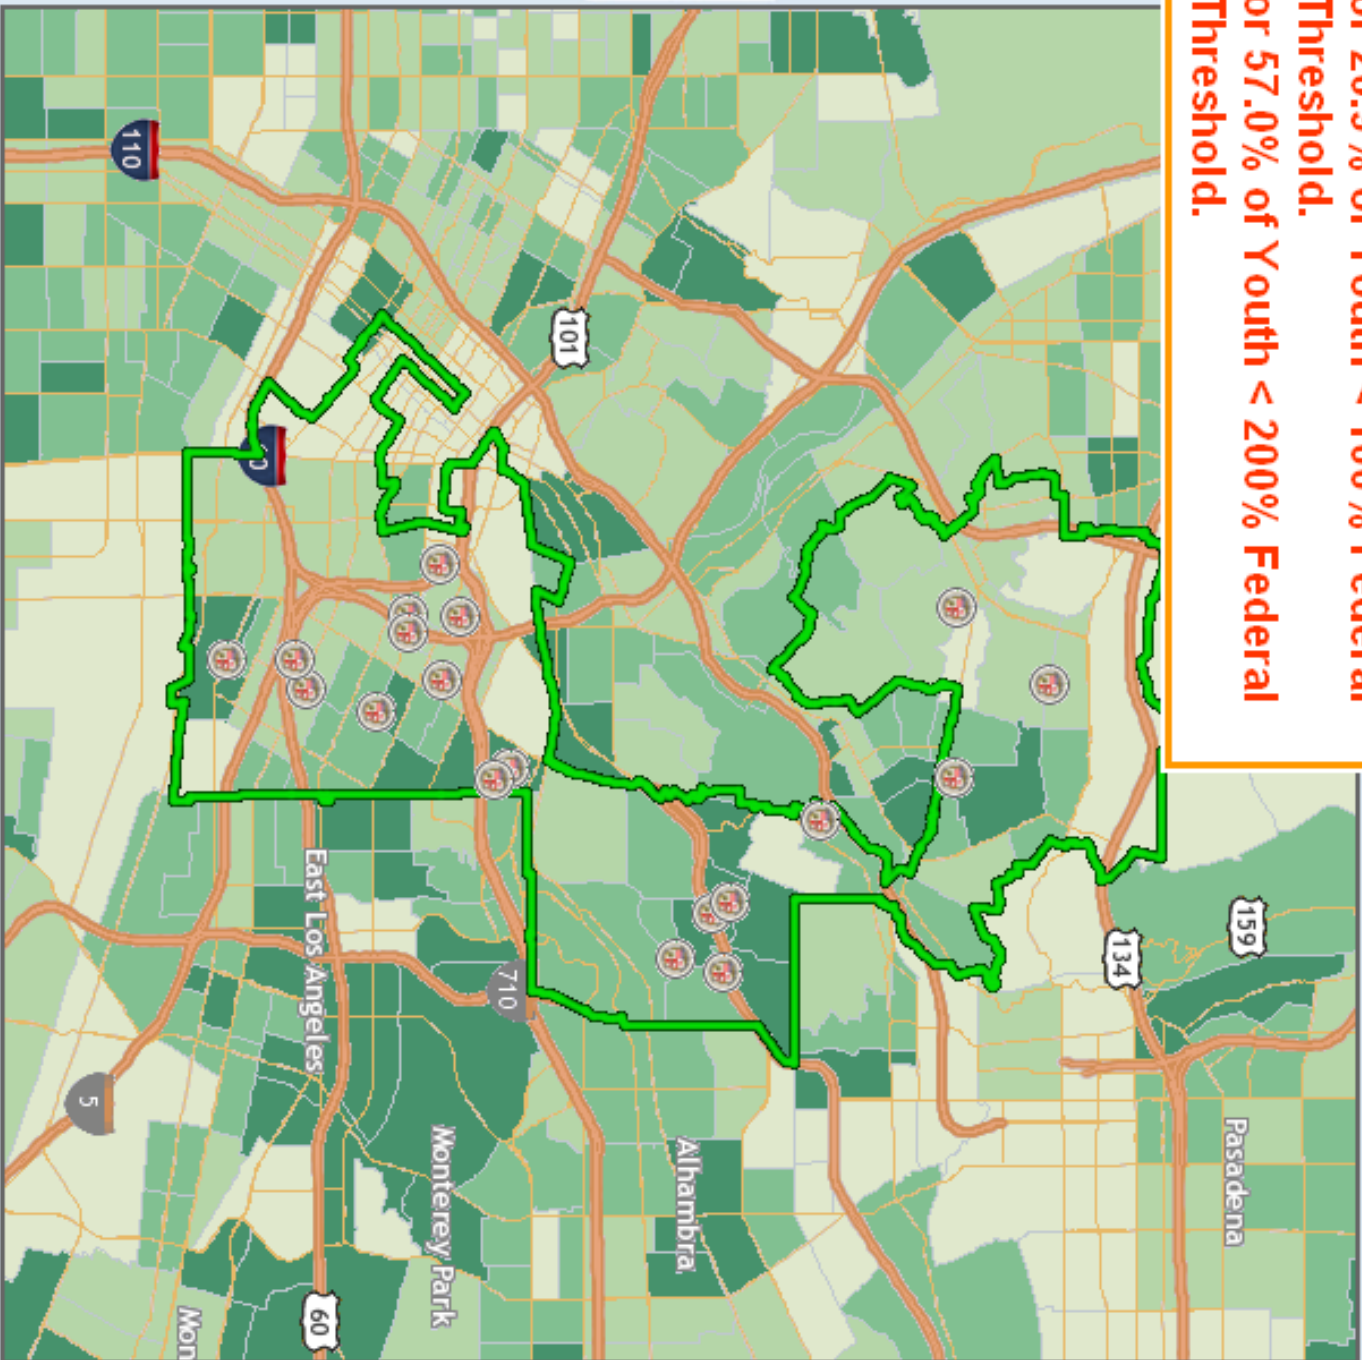 Threshold.
or 57.0% of Youth < 200% Federal
Threshold.
159
134
Pasadena
101
110
710
Alhambra
Monterey Park
East Los Angeles
60
5
Mon